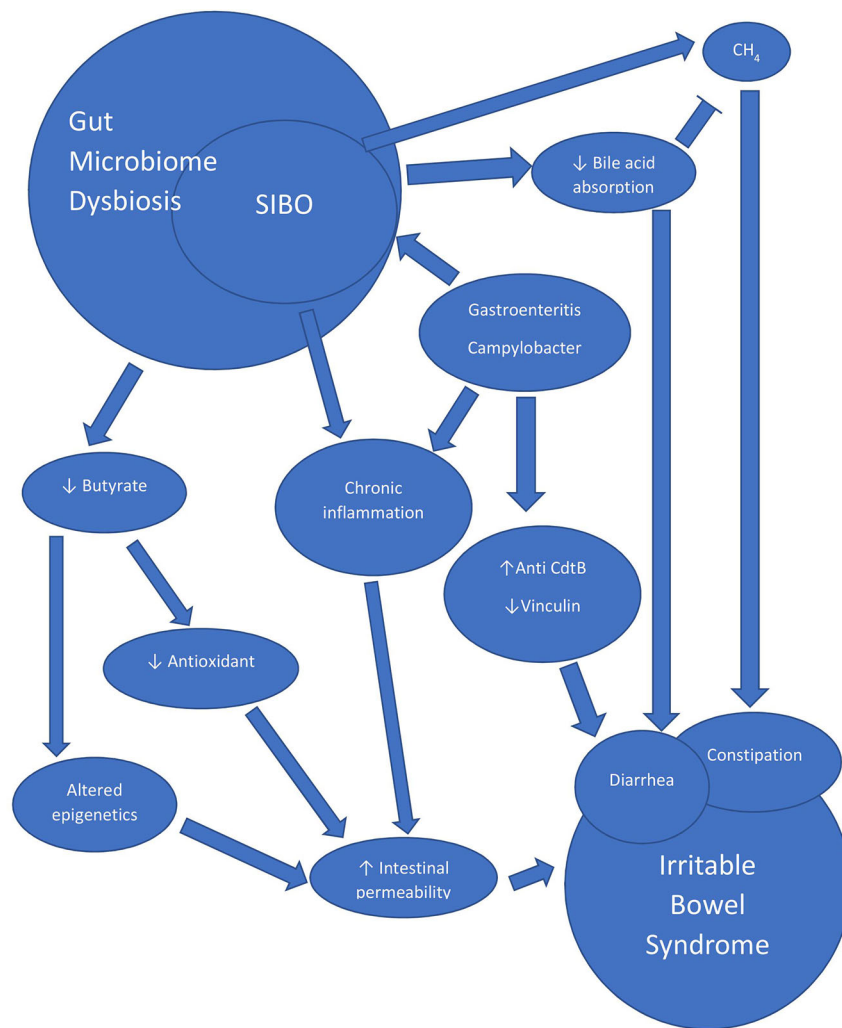 CH₄
Gut
Microbiome
Dysbiosis
SIBO
↓ Bile acid
absorption
Gastroenteritis
Campylobacter
↓ Butyrate
Chronic
inflammation
↑Anti CdtB
↓Vinculin
↓ Antioxidant
Altered
epigenetics
Diarrhea
Constipation
↑ Intestinal
permeability
Irritable
Bowel
Syndrome